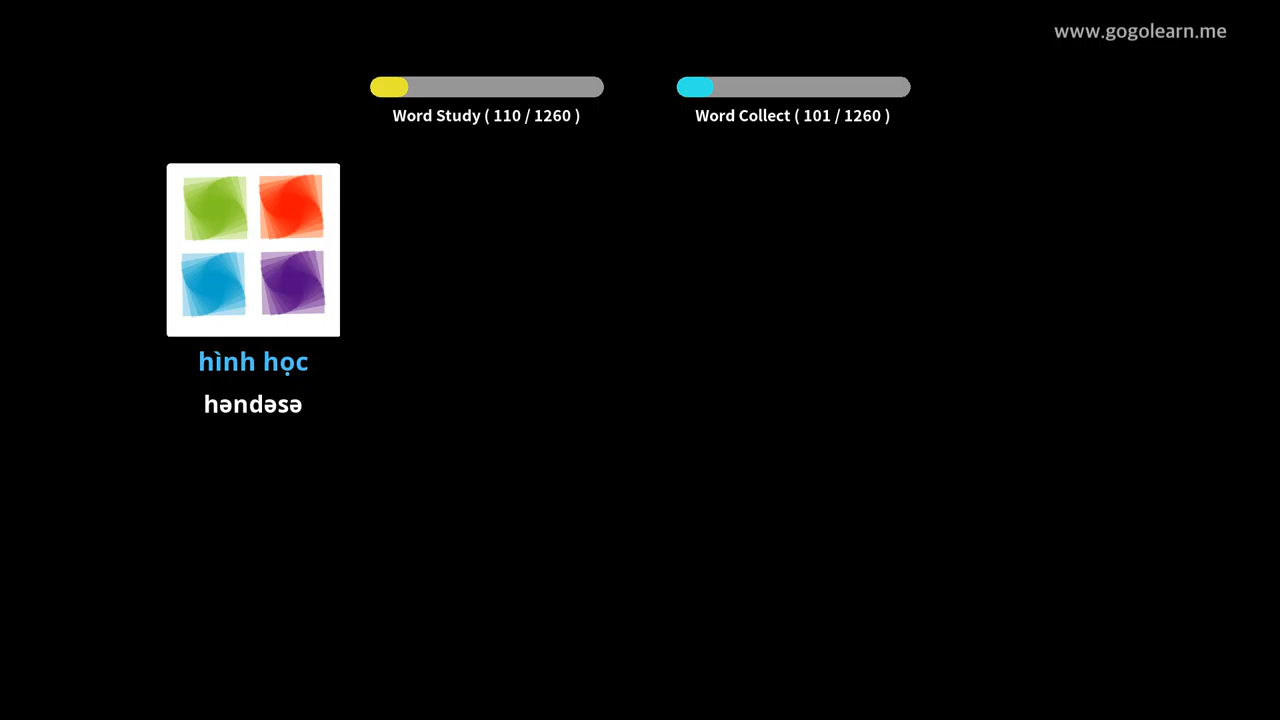 www.gogolearn.me
Word Study ( 110 / 1260 )
Word Collect ( 101 / 1260 )
hình học
həndəsə